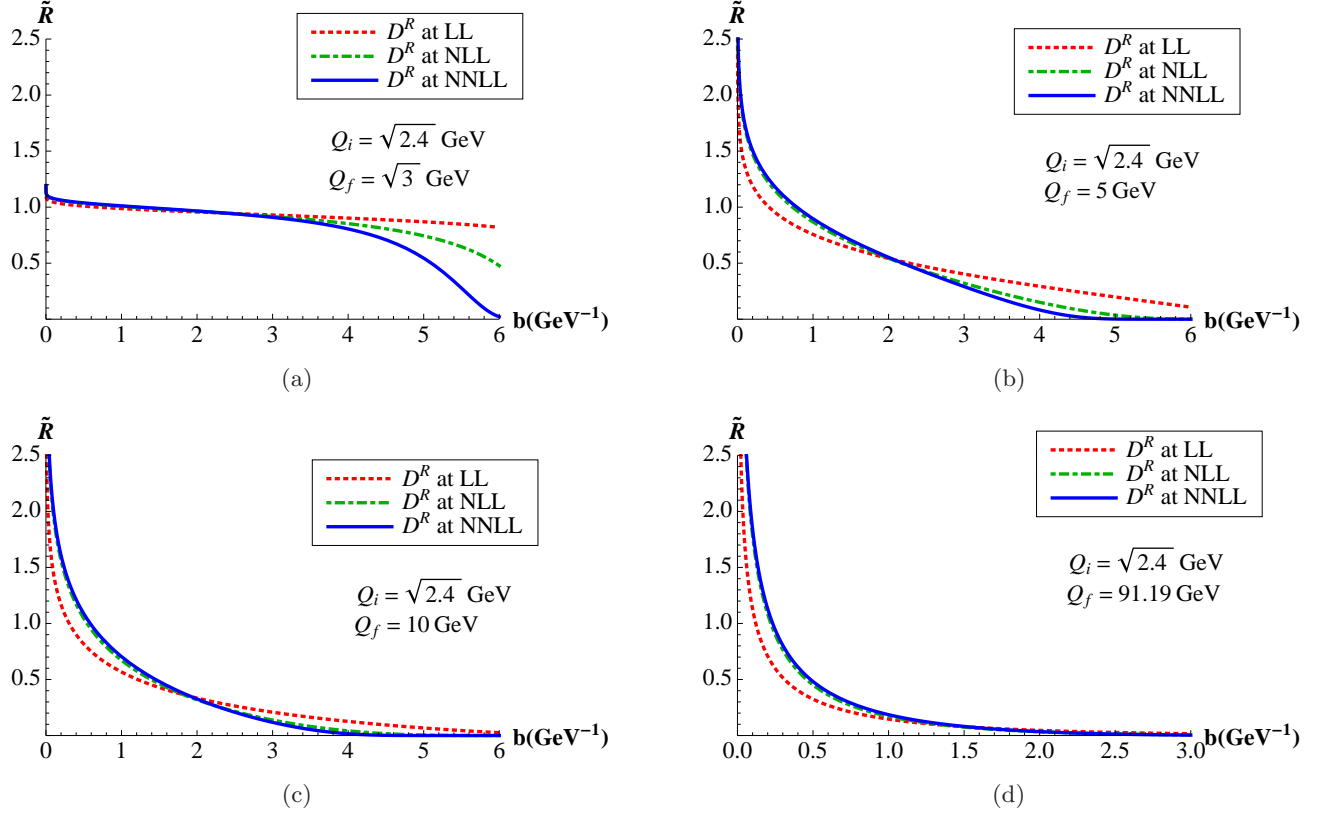 R̃
2.5
2.0
1.5
1.0
0.5
0 1 2 3 4 5 6
b(GeV⁻¹)
D^R at LL
D^R at NLL
D^R at NNLL
Q_i = √2.4 GeV
Q_f = √3 GeV
(a)
R̃
2.5
2.0
1.5
1.0
0.5
0 1 2 3 4 5 6
b(GeV⁻¹)
D^R at LL
D^R at NLL
D^R at NNLL
Q_i = √2.4 GeV
Q_f = 5 GeV
(b)
R̃
2.5
2.0
1.5
1.0
0.5
0 1 2 3 4 5 6
b(GeV⁻¹)
D^R at LL
D^R at NLL
D^R at NNLL
Q_i = √2.4 GeV
Q_f = 10 GeV
(c)
R̃
2.5
2.0
1.5
1.0
0.5
0.0 0.5 1.0 1.5 2.0 2.5 3.0
b(GeV⁻¹)
D^R at LL
D^R at NLL
D^R at NNLL
Q_i = √2.4 GeV
Q_f = 91.19 GeV
(d)